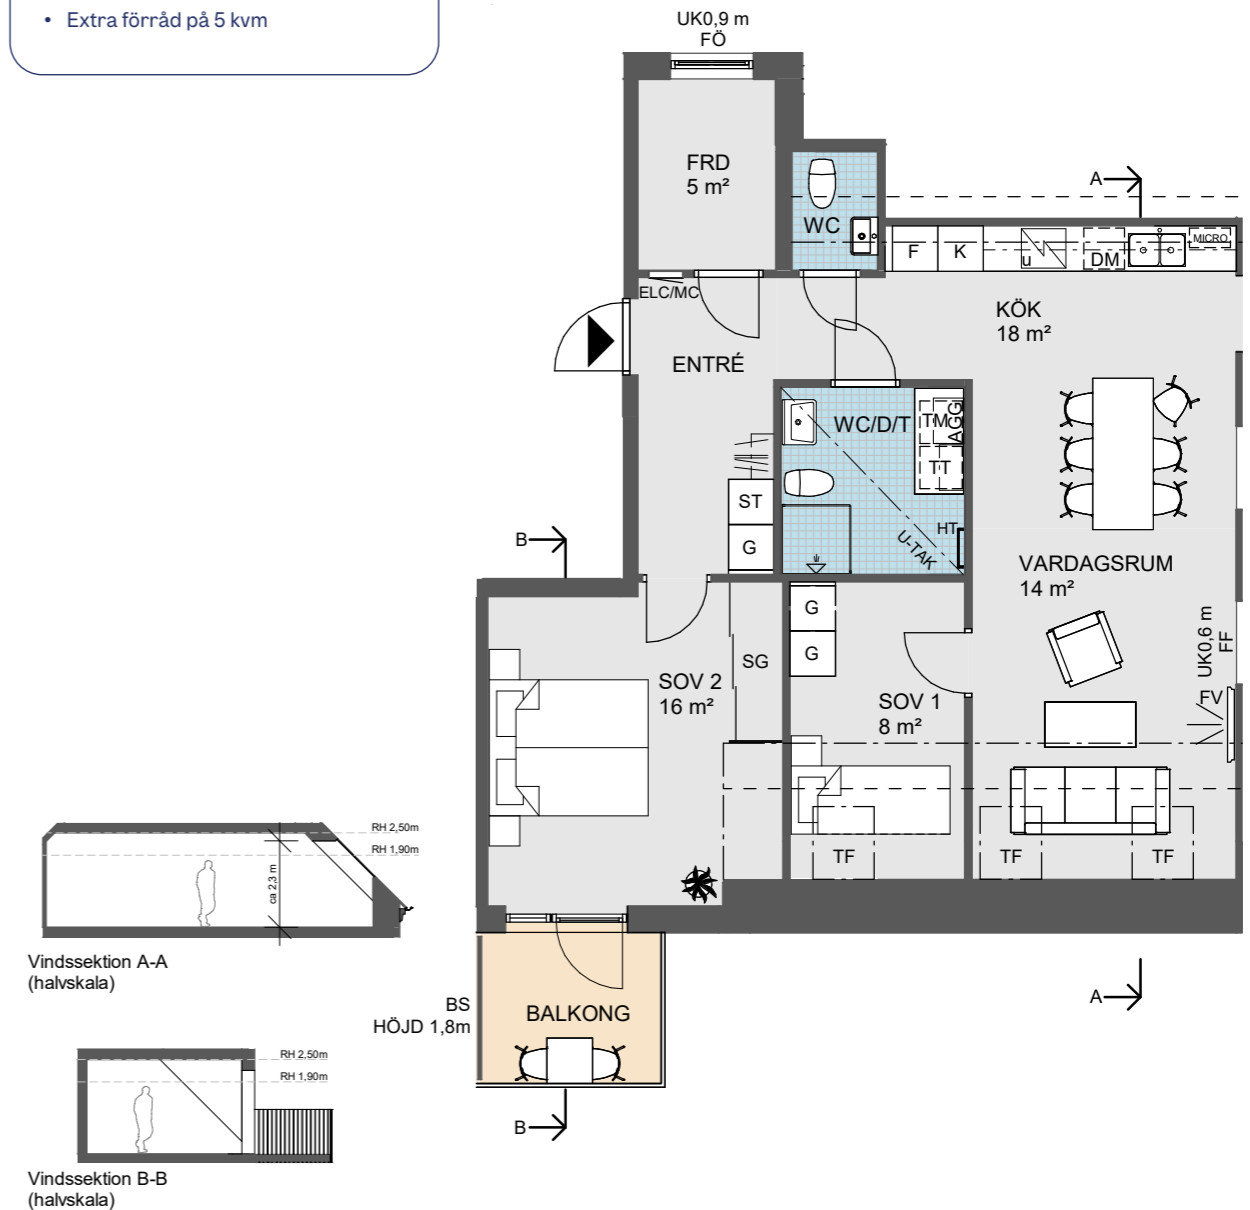 • Extra förråd på 5 kvm
UK0,9 m
FÖ
FRD
5 m²
A
WC
F
K
u
DM
MICRO
ELC/MC
KÖK
18 m²
ENTRÉ
WC/D/T
TM
AGG
TT
ST
G
HT
U-TAK
B
VARDAGSRUM
14 m²
G
G
SG
SOV 2
16 m²
SOV 1
8 m²
UK0,6 m
FF
FV
TF
TF
TF
RH 2,50m
RH 1,90m
ca 2,3 m
Vindssektion A-A
(halvskala)
A
BS
HÖJD 1,8m
BALKONG
RH 2,50m
RH 1,90m
B
Vindssektion B-B
(halvskala)